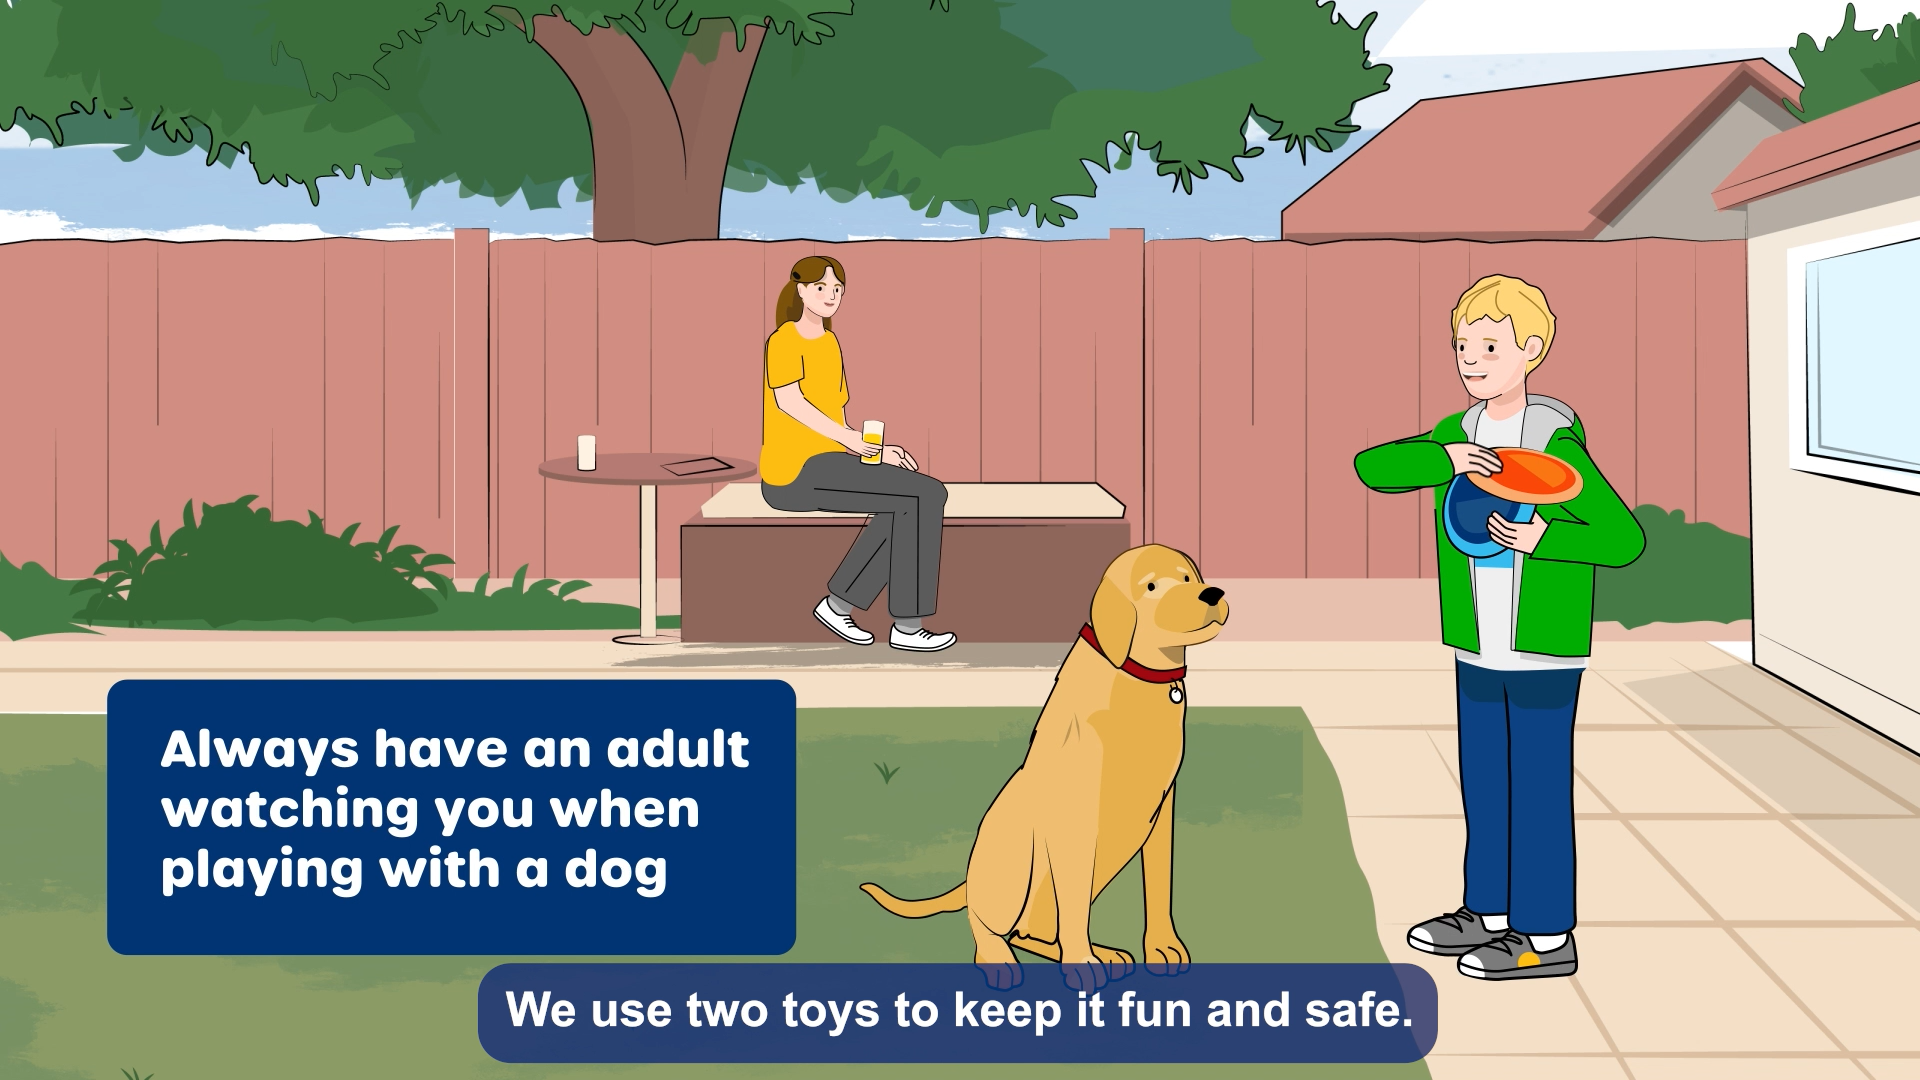 Always have an adult
watching you when
playing with a dog
We use two toys to keep it fun and safe.